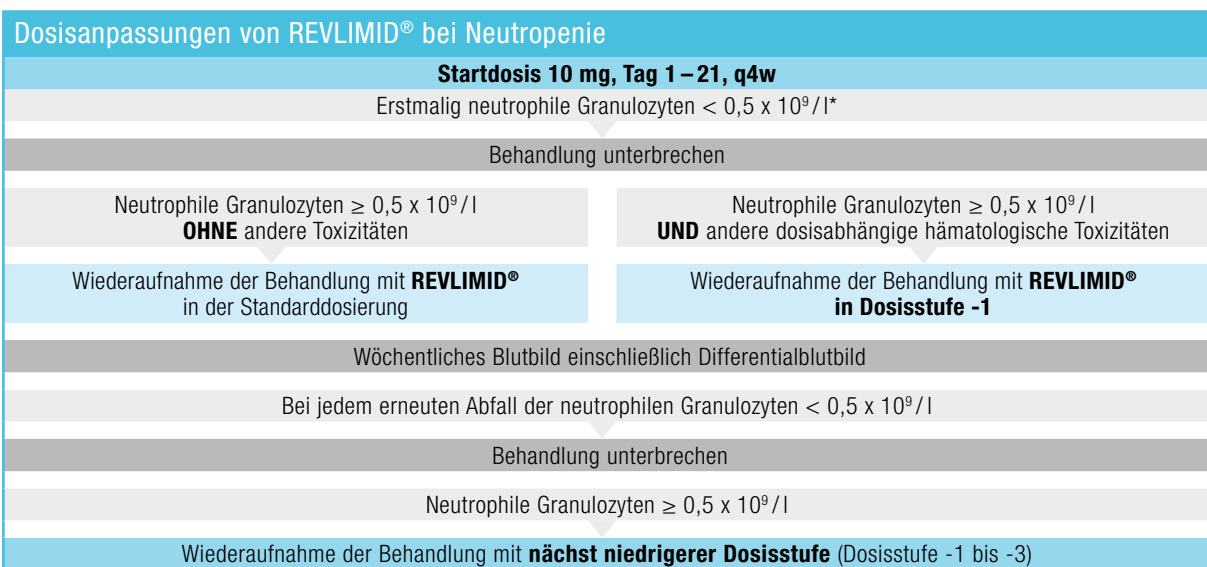 Dosisanpassungen von REVLIMID® bei Neutropenie
Startdosis 10 mg, Tag 1 – 21, q4w
Erstmalig neutrophile Granulozyten < 0,5 x 10⁹/l*
Behandlung unterbrechen
Neutrophile Granulozyten ≥ 0,5 x 10⁹/l
OHNE andere Toxizitäten
Neutrophile Granulozyten ≥ 0,5 x 10⁹/l
UND andere dosisabhängige hämatologische Toxizitäten
Wiederaufnahme der Behandlung mit REVLIMID®
in der Standarddosierung
Wiederaufnahme der Behandlung mit REVLIMID®
in Dosisstufe -1
Wöchentliches Blutbild einschließlich Differentialblutbild
Bei jedem erneuten Abfall der neutrophilen Granulozyten < 0,5 x 10⁹/l
Behandlung unterbrechen
Neutrophile Granulozyten ≥ 0,5 x 10⁹/l
Wiederaufnahme der Behandlung mit nächst niedrigerer Dosisstufe (Dosisstufe -1 bis -3)